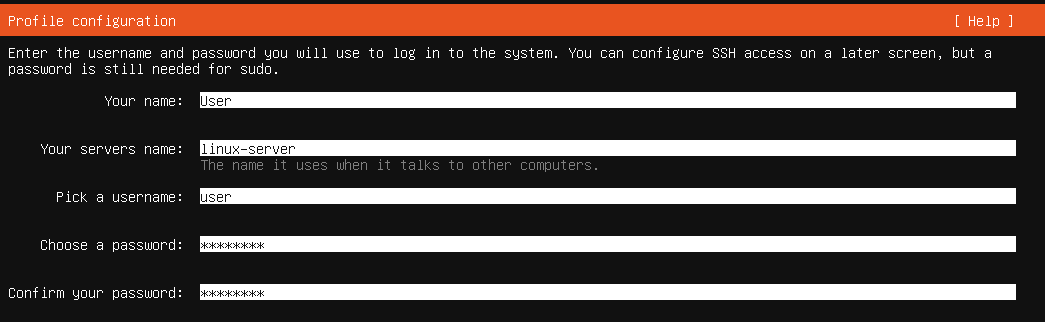 Profile configuration [ Help ]
Enter the username and password you will use to log in to the system. You can configure SSH access on a later screen, but a
password is still needed for sudo.
Your name: User
Your servers name: linux-server
The name it uses when it talks to other computers.
Pick a username: user
Choose a password: ********
Confirm your password: ********